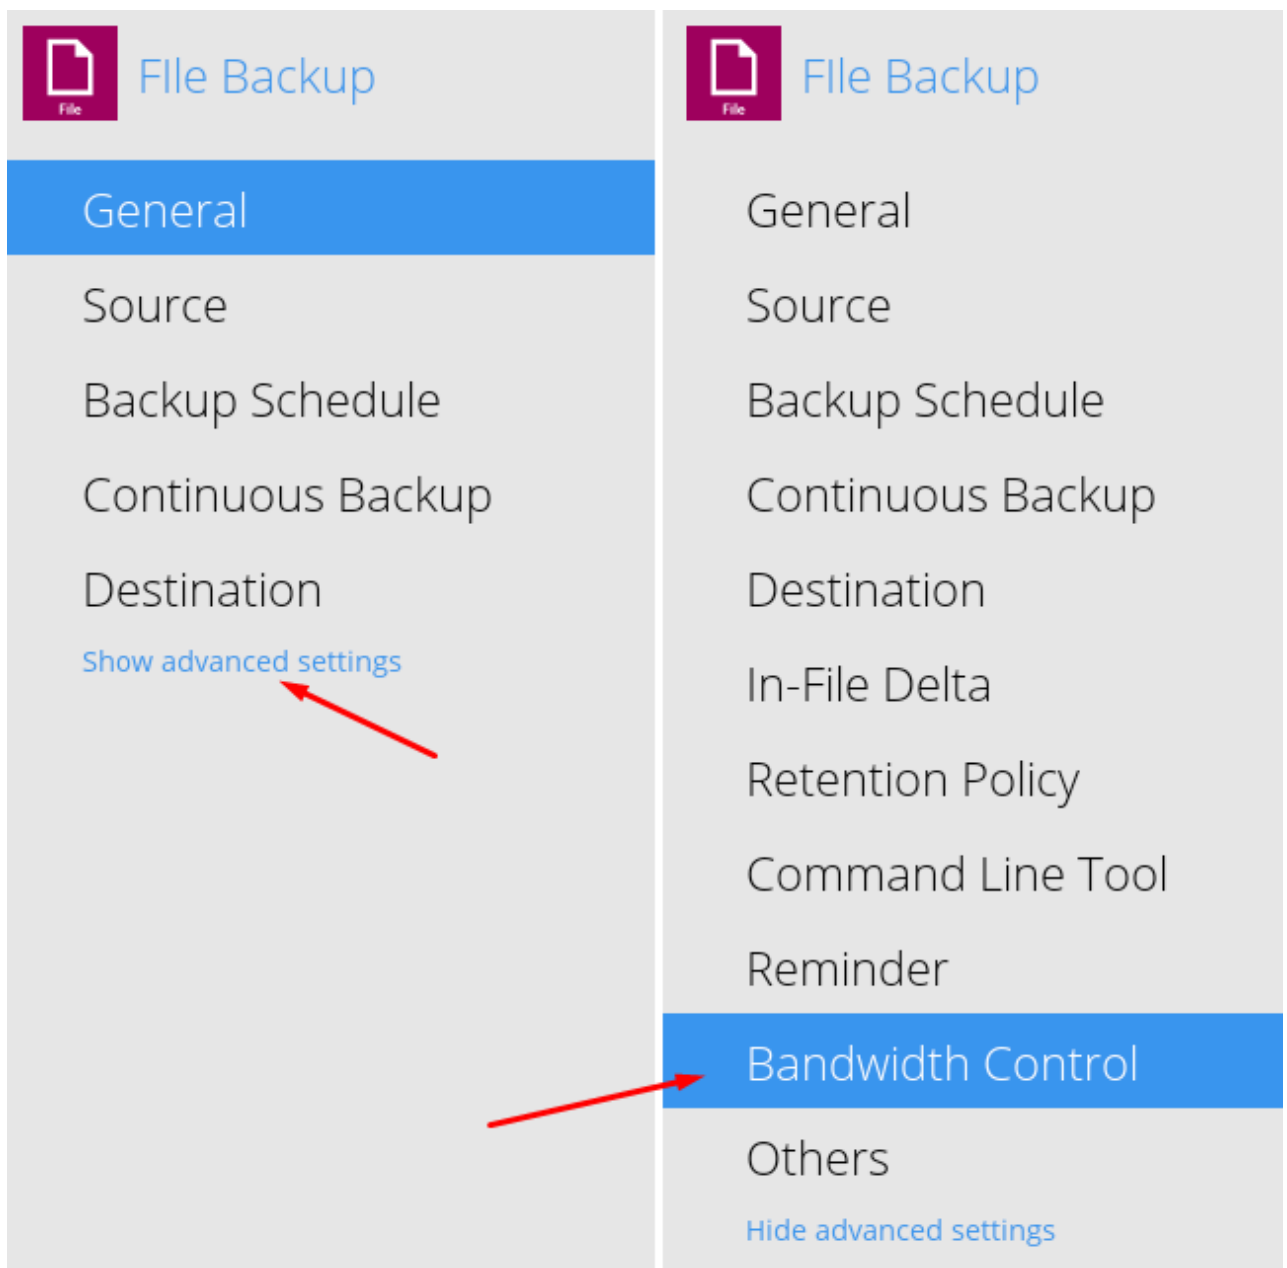 File
FIle Backup
General
Source
Backup Schedule
Continuous Backup
Destination
Show advanced settings
File
FIle Backup
General
Source
Backup Schedule
Continuous Backup
Destination
In-File Delta
Retention Policy
Command Line Tool
Reminder
Bandwidth Control
Others
Hide advanced settings